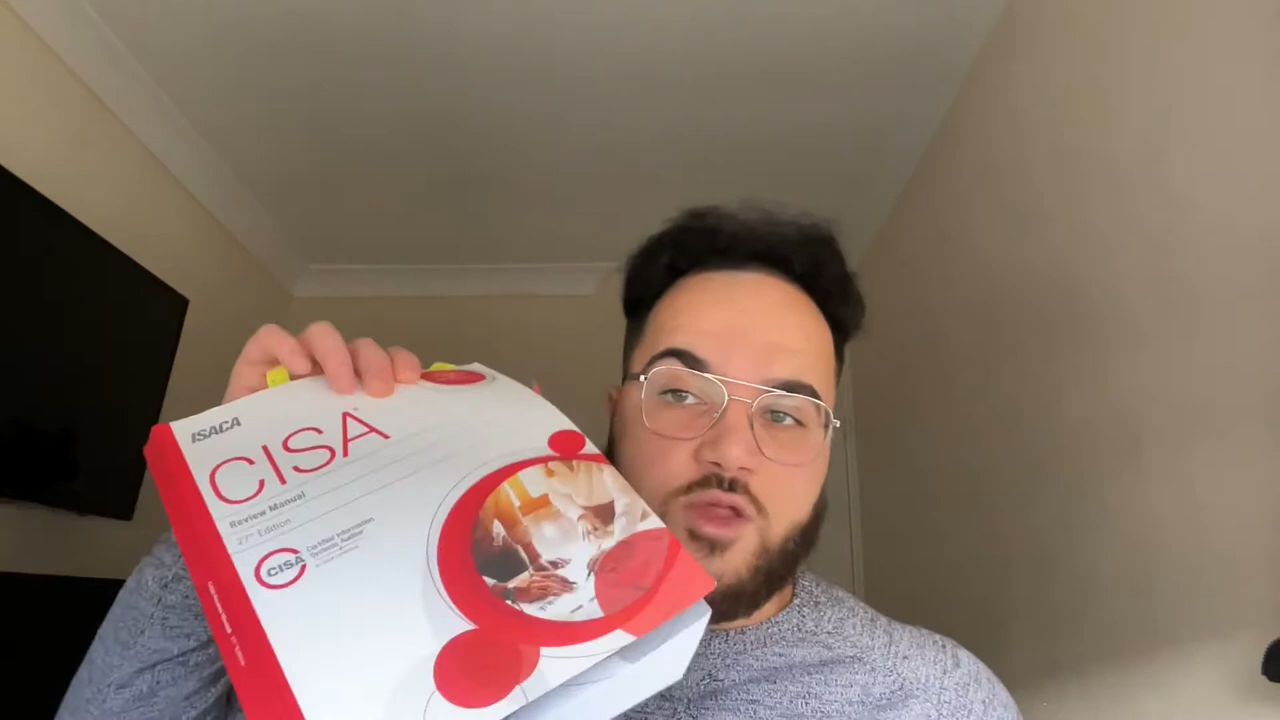 ISACA
CISA®
Review Manual
27th Edition
CISA Certified Information
Systems Auditor®